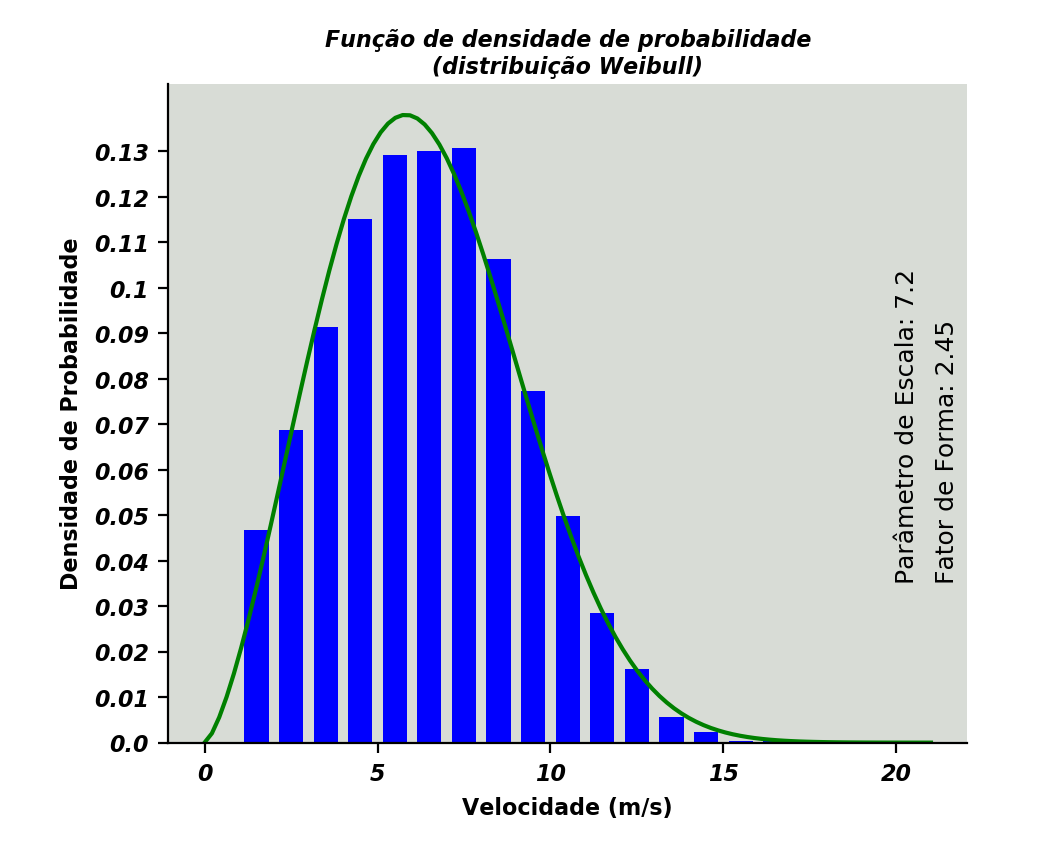 Função de densidade de probabilidade
(distribuição Weibull)
Densidade de Probabilidade
0.13
0.12
0.11
0.1
0.09
0.08
0.07
0.06
0.05
0.04
0.03
0.02
0.01
0.0
0 5 10 15 20
Velocidade (m/s)
Parâmetro de Escala: 7.2
Fator de Forma: 2.45